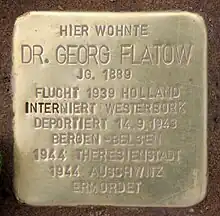 HIER WOHNTE
DR. GEORG FLATOW
JG. 1889
FLUCHT 1939 HOLLAND
INTERNIERT WESTERBORK
DEPORTIERT 14.9.1943
BERGEN-BELSEN
1944 THERESIENSTADT
1944 AUSCHWITZ
ERMORDET